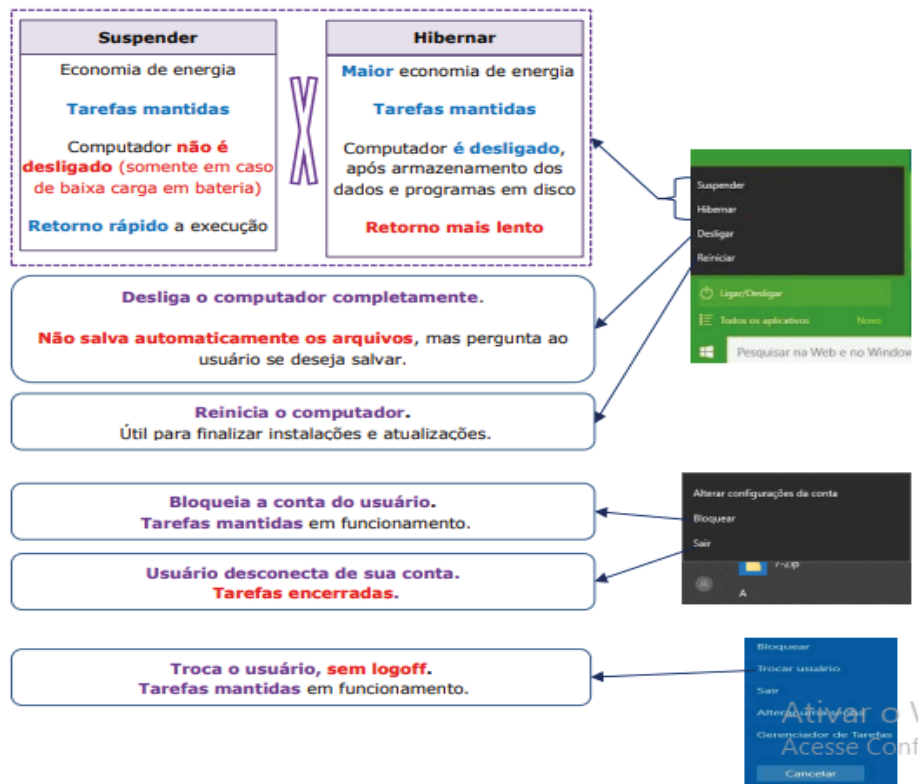 Suspender
Economia de energia
Tarefas mantidas
Computador não é
desligado (somente em caso
de baixa carga em bateria)
Retorno rápido a execução
Hibernar
Maior economia de energia
Tarefas mantidas
Computador é desligado,
após armazenamento dos
dados e programas em disco
Retorno mais lento
Suspender
Hibernar
Desligar
Reiniciar
Ligar/Desligar
Todos os aplicativos Novo
Pesquisar na Web e no Window
Desliga o computador completamente.
Não salva automaticamente os arquivos, mas pergunta ao
usuário se deseja salvar.
Reinicia o computador.
Útil para finalizar instalações e atualizações.
Alterar configurações da conta
Bloquear
Sair
7-Zip
A
Bloqueia a conta do usuário.
Tarefas mantidas em funcionamento.
Usuário desconecta de sua conta.
Tarefas encerradas.
Troca o usuário, sem logoff.
Tarefas mantidas em funcionamento.
Bloquear
Trocar usuário
Sair
Alterar uma senha
Gerenciador de Tarefas
Cancelar
Ativar o
Acesse Conf